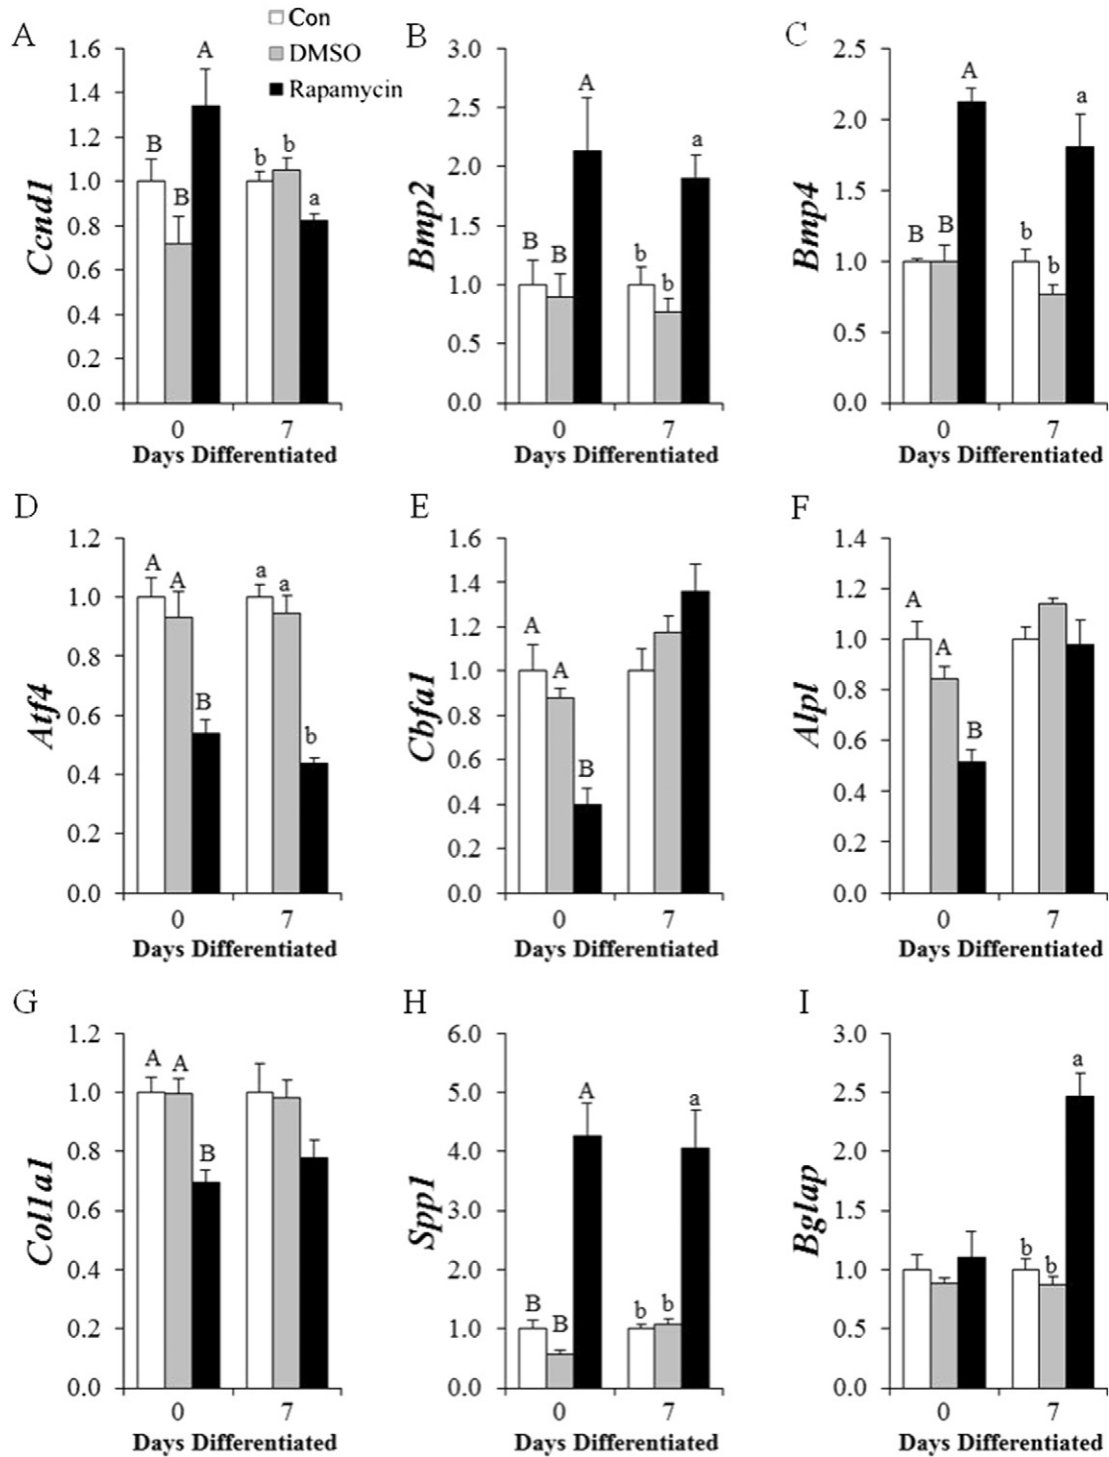 Con
DMSO
Rapamycin
A
Ccnd1
1.6
1.4
1.2
1.0
0.8
0.6
0.4
0.2
0.0
B
B
A
b
b
a
0
7
Days Differentiated
B
Bmp2
3.0
2.5
2.0
1.5
1.0
0.5
0.0
B
B
A
b
b
a
0
7
Days Differentiated
C
Bmp4
2.5
2.0
1.5
1.0
0.5
0.0
B
B
A
b
b
a
0
7
Days Differentiated
D
Atf4
1.2
1.0
0.8
0.6
0.4
0.2
0.0
A
A
B
a
a
b
0
7
Days Differentiated
E
Cbfa1
1.6
1.4
1.2
1.0
0.8
0.6
0.4
0.2
0.0
A
A
B
0
7
Days Differentiated
F
Alpl
1.4
1.2
1.0
0.8
0.6
0.4
0.2
0.0
A
A
B
0
7
Days Differentiated
G
Col1a1
1.2
1.0
0.8
0.6
0.4
0.2
0.0
A
A
B
0
7
Days Differentiated
H
Spp1
6.0
5.0
4.0
3.0
2.0
1.0
0.0
B
B
A
b
b
a
0
7
Days Differentiated
I
Bglap
3.0
2.5
2.0
1.5
1.0
0.5
0.0
b
b
a
0
7
Days Differentiated